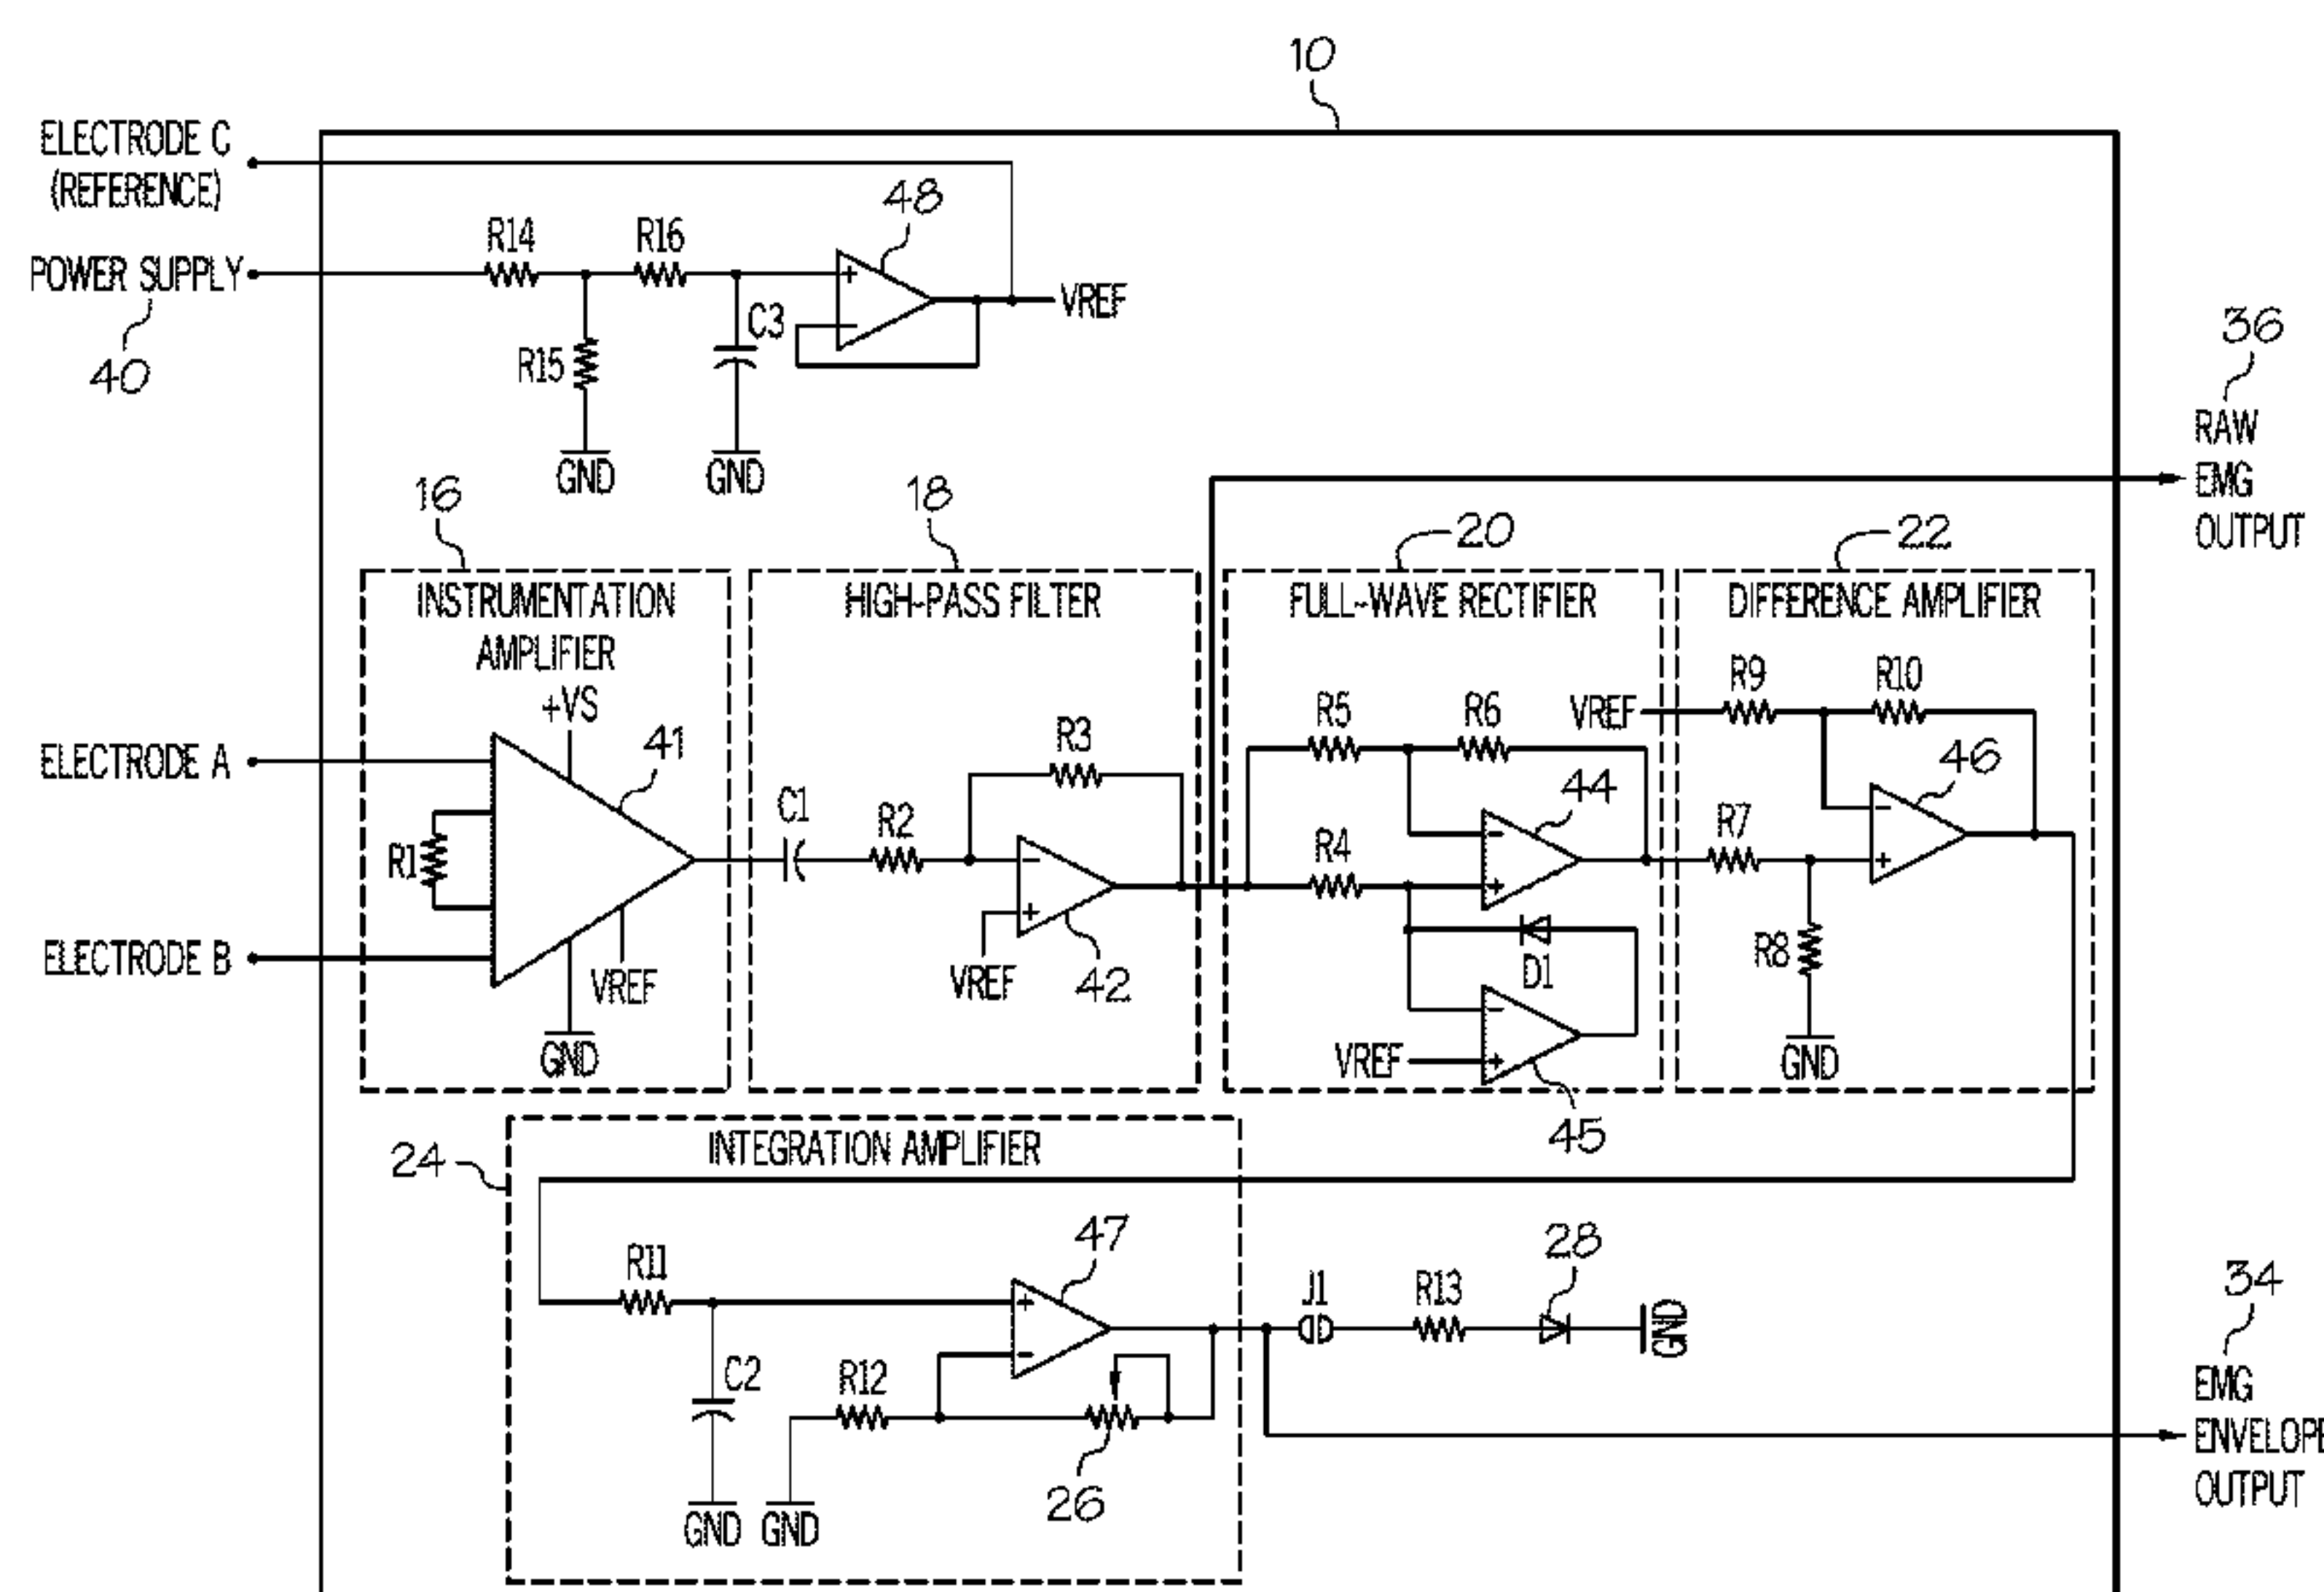 10
ELECTRODE C
(REFERENCE)
48
R14
R16
POWER SUPPLY
+
-
VREF
C3
R15
40
36
RAW
EMG
OUTPUT
GND
GND
16
18
20
22
INSTRUMENTATION
AMPLIFIER
HIGH-PASS FILTER
FULL-WAVE RECTIFIER
DIFFERENCE AMPLIFIER
+VS
41
R3
R5
R6
VREF
R9
R10
ELECTRODE A
44
46
R1
C1
R2
R4
R7
-
+
-
+
-
+
ELECTRODE B
VREF
VREF
42
D1
R8
GND
VREF
-
+
45
GND
24
INTEGRATION AMPLIFIER
R11
47
+
-
J1
R13
28
GND
34
C2
R12
26
EMG
ENVELOPE
OUTPUT
GND
GND